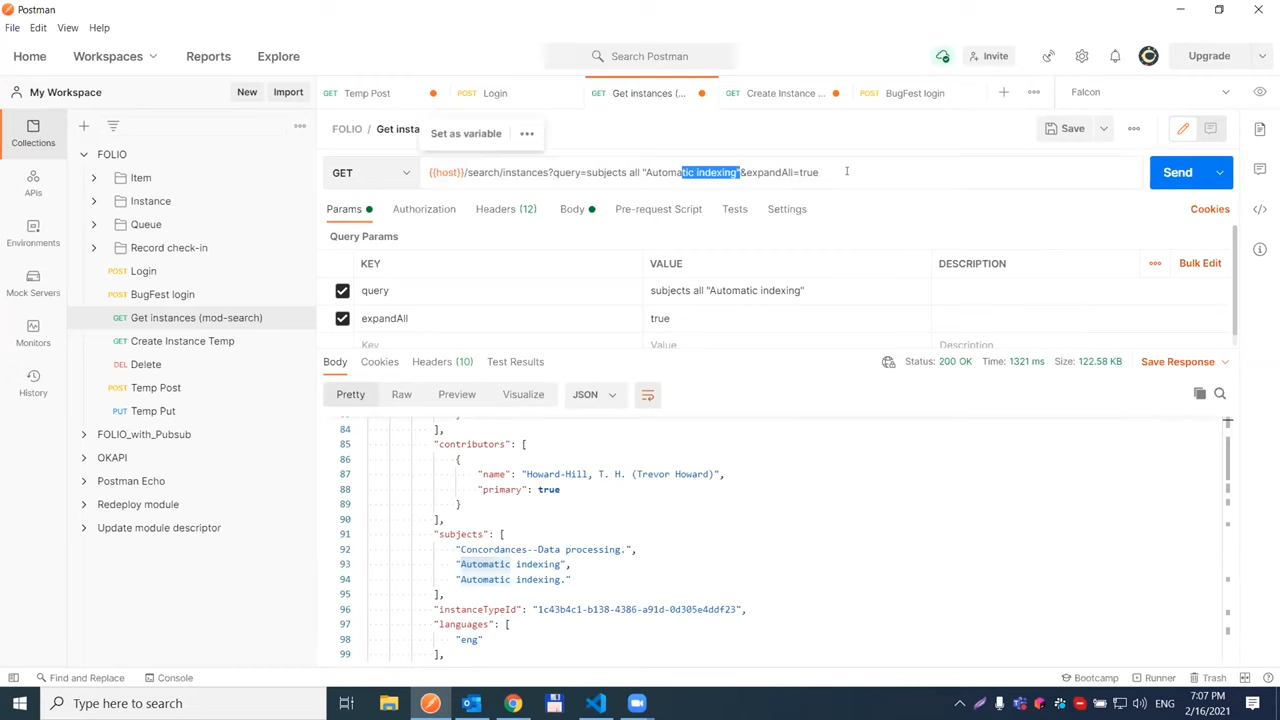 Postman
File Edit View Help
Home Workspaces Reports Explore Search Postman Invite Upgrade
My Workspace New Import GET Temp Post POST Login GET Get instances (... GET Create Instance ... POST BugFest login Falcon
Collections
APIs
Environments
Mock Servers
Monitors
History
FOLIO
Item
Instance
Queue
Record check-in
POST Login
POST BugFest login
GET Get instances (mod-search)
GET Create Instance Temp
DEL Delete
POST Temp Post
PUT Temp Put
FOLIO_with_Pubsub
OKAPI
Postman Echo
Redeploy module
Update module descriptor
FOLIO / Get insta Set as variable Save
GET {{host}}/search/instances?query=subjects all "Automatic indexing"&expandAll=true Send
Params Authorization Headers (12) Body Pre-request Script Tests Settings Cookies
Query Params
KEY VALUE DESCRIPTION Bulk Edit
query subjects all "Automatic indexing"
expandAll true
Key Value Description
Body Cookies Headers (10) Test Results Status: 200 OK Time: 1321 ms Size: 122.58 KB Save Response
Pretty Raw Preview Visualize JSON
84 ],
85 "contributors": [
86 {
87 "name": "Howard-Hill, T. H. (Trevor Howard)",
88 "primary": true
89 }
90 ],
91 "subjects": [
92 "Concordances--Data processing.",
93 "Automatic indexing",
94 "Automatic indexing."
95 ],
96 "instanceTypeId": "1c43b4c1-b138-4386-a91d-0d305e4ddf23",
97 "languages": [
98 "eng"
99 ],
Find and Replace Console Bootcamp Runner Trash
Type here to search ENG 7:07 PM
2/16/2021